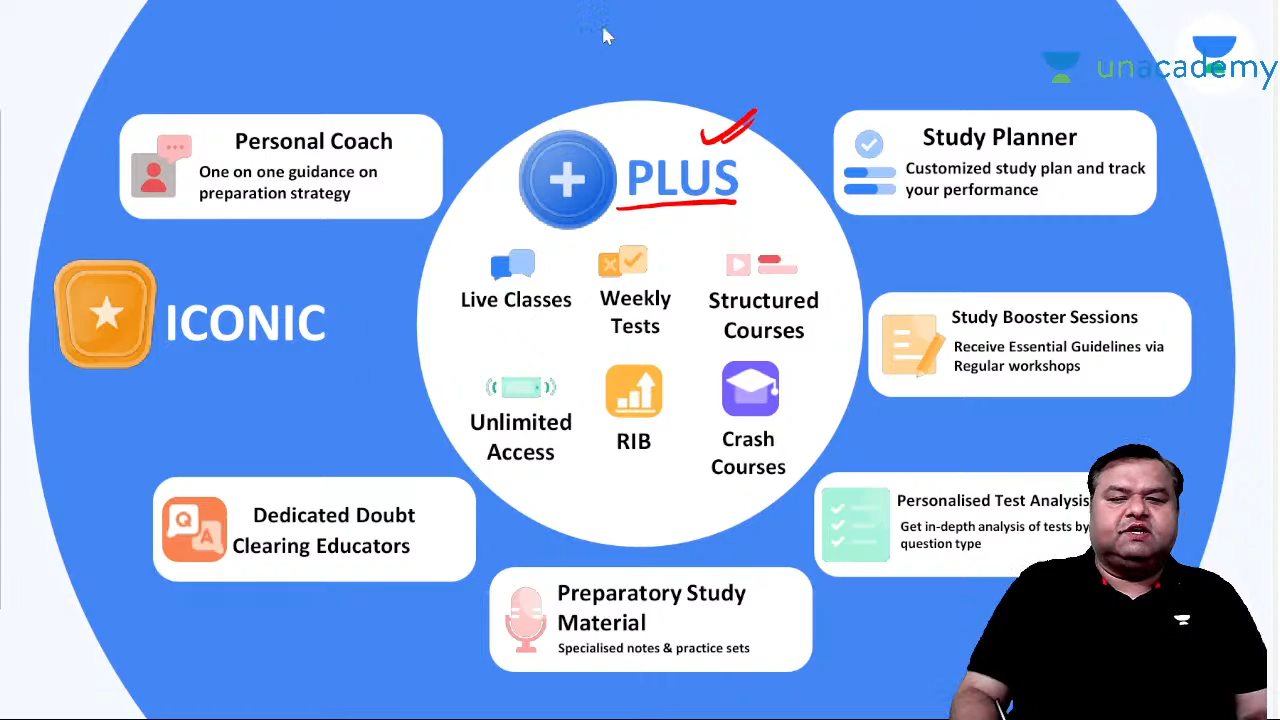 unacademy
Personal Coach
One on one guidance on
preparation strategy
PLUS
Study Planner
Customized study plan and track
your performance
Live Classes
Weekly
Tests
Structured
Courses
ICONIC
Study Booster Sessions
Receive Essential Guidelines via
Regular workshops
Unlimited
Access
RIB
Crash
Courses
Q
A
Dedicated Doubt
Clearing Educators
Personalised Test Analysis
Get in-depth analysis of tests by
question type
Preparatory Study
Material
Specialised notes & practice sets